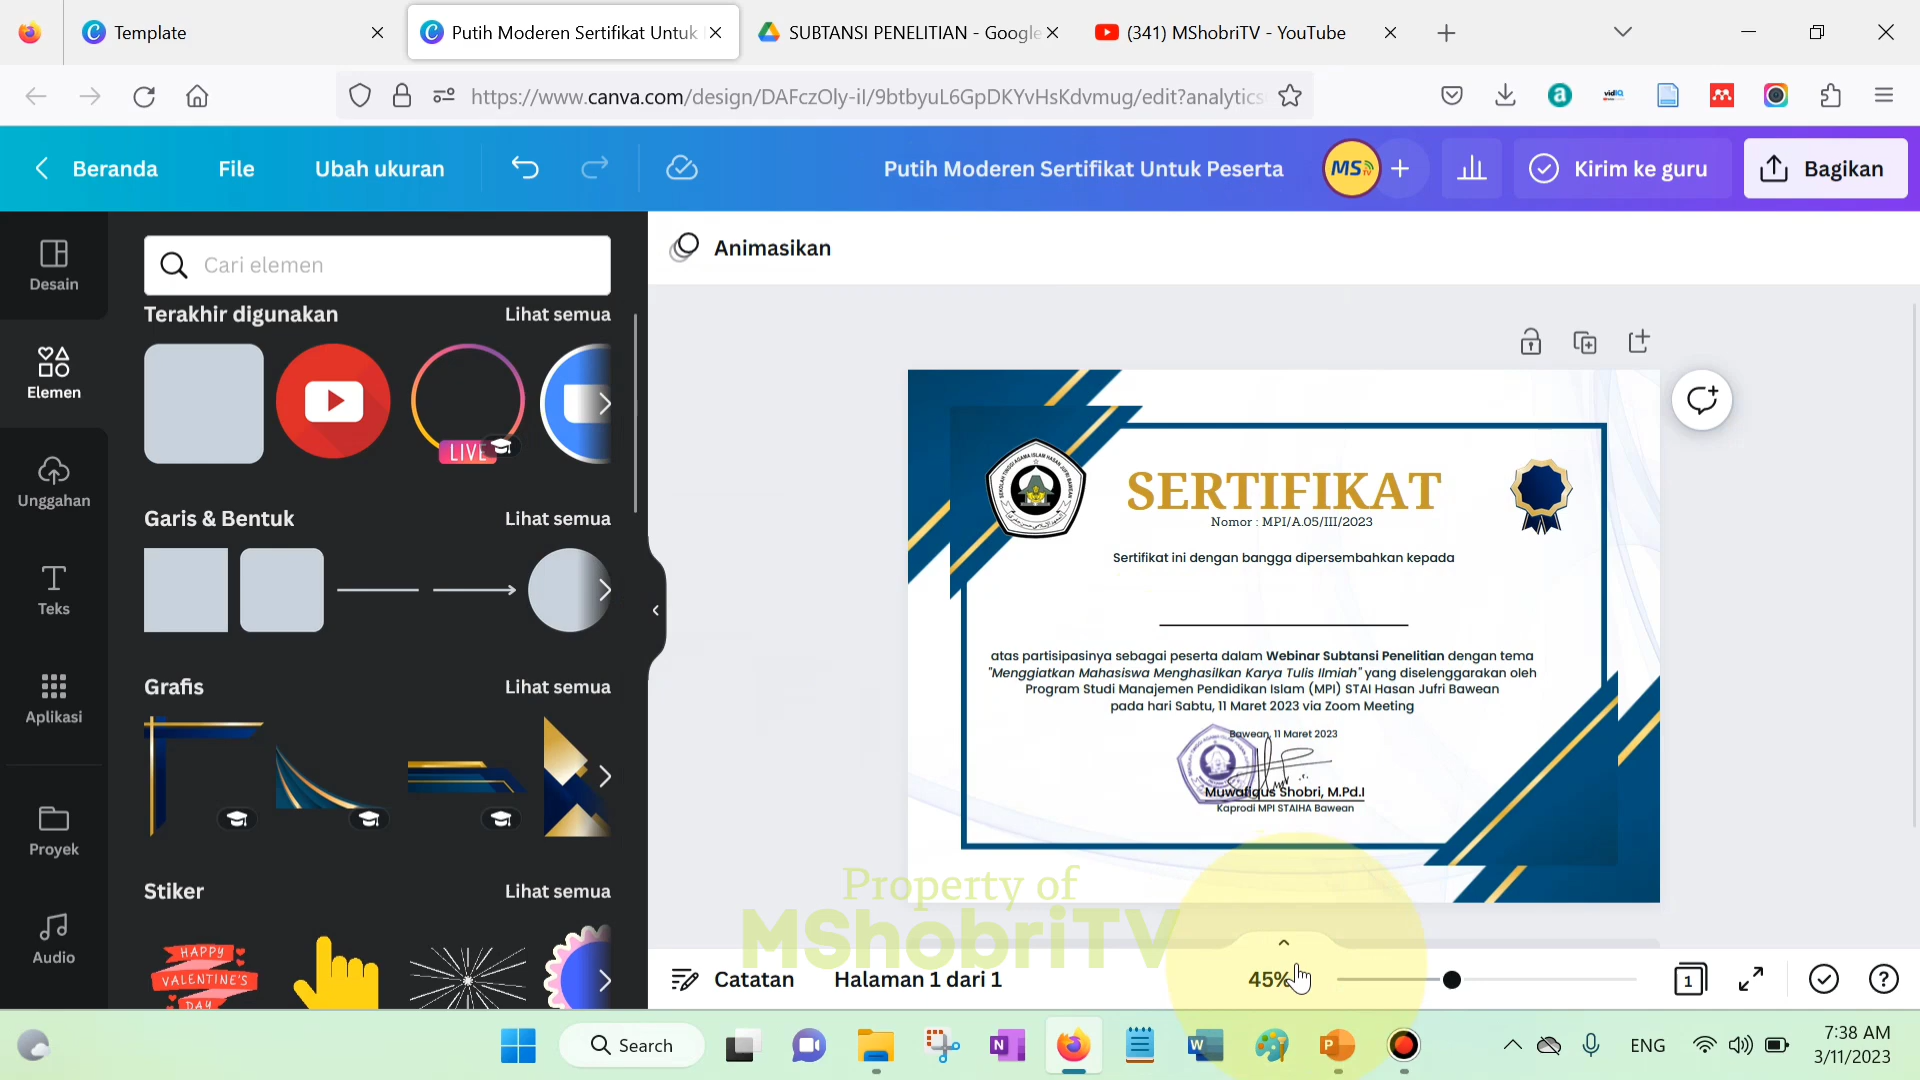 Template
Putih Moderen Sertifikat Untuk
SUBTANSI PENELITIAN - Google
(341) MShobriTV - YouTube
https://www.canva.com/design/DAFczOly-iI/9btbyuL6GpDKYvHsKdvmug/edit?analytics
Beranda
File
Ubah ukuran
Putih Moderen Sertifikat Untuk Peserta
MS
Kirim ke guru
Bagikan
Desain
Elemen
Unggahan
Teks
Aplikasi
Proyek
Audio
Cari elemen
Terakhir digunakan
Lihat semua
LIVE
Garis & Bentuk
Lihat semua
Grafis
Lihat semua
Stiker
Lihat semua
HAPPY
VALENTINE'S
DAY
Animasikan
SERTIFIKAT
Nomor : MPI/A.05/III/2023
Sertifikat ini dengan bangga dipersembahkan kepada
atas partisipasinya sebagai peserta dalam Webinar Subtansi Penelitian dengan tema
"Menggiatkan Mahasiswa Menghasilkan Karya Tulis Ilmiah" yang diselenggarakan oleh
Program Studi Manajemen Pendidikan Islam (MPI) STAI Hasan Jufri Bawean
pada hari Sabtu, 11 Maret 2023 via Zoom Meeting
Bawean, 11 Maret 2023
Muwafiqus Shobri, M.Pd.I
Kaprodi MPI STAIHA Bawean
Property of
MShobriTV
Catatan
Halaman 1 dari 1
45%
1
Search
ENG
7:38 AM
3/11/2023